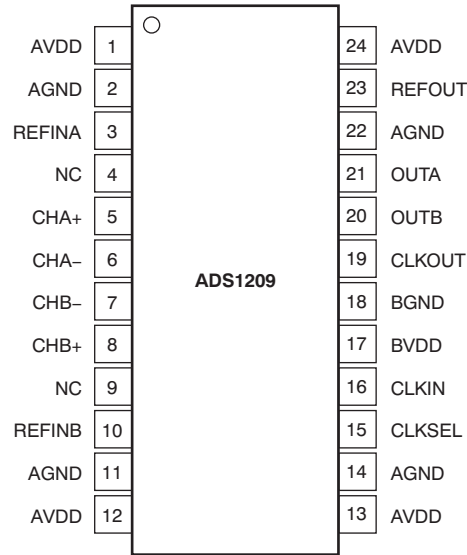 AVDD 1 24 AVDD
AGND 2 23 REFOUT
REFINA 3 22 AGND
NC 4 21 OUTA
CHA+ 5 20 OUTB
CHA− 6 19 CLKOUT
ADS1209
CHB− 7 18 BGND
CHB+ 8 17 BVDD
NC 9 16 CLKIN
REFINB 10 15 CLKSEL
AGND 11 14 AGND
AVDD 12 13 AVDD